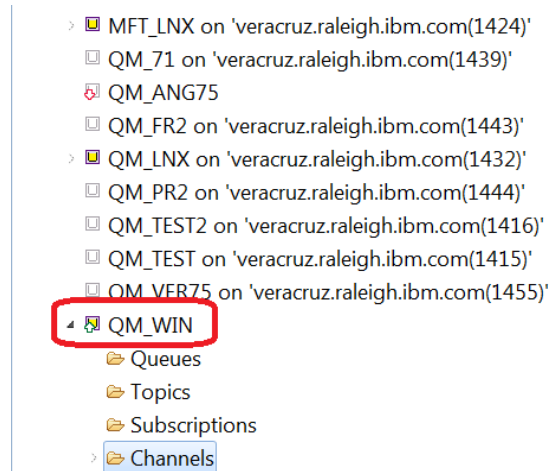 MFT_LNX on 'veracruz.raleigh.ibm.com(1424)'
QM_71 on 'veracruz.raleigh.ibm.com(1439)'
QM_ANG75
QM_FR2 on 'veracruz.raleigh.ibm.com(1443)'
QM_LNX on 'veracruz.raleigh.ibm.com(1432)'
QM_PR2 on 'veracruz.raleigh.ibm.com(1444)'
QM_TEST2 on 'veracruz.raleigh.ibm.com(1416)'
QM_TEST on 'veracruz.raleigh.ibm.com(1415)'
QM_VER75 on 'veracruz.raleigh.ibm.com(1455)'
QM_WIN
Queues
Topics
Subscriptions
Channels